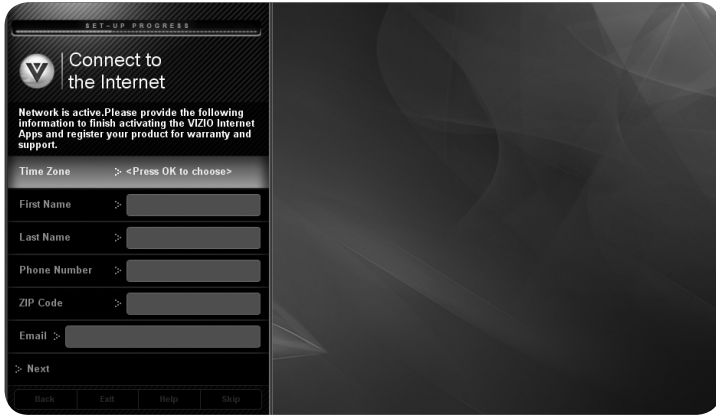 SET-UP PROGRESS
Connect to
the Internet
Network is active.Please provide the following
information to finish activating the VIZIO Internet
Apps and register your product for warranty and
support.
Time Zone :> <Press OK to choose>
First Name :>
Last Name :>
Phone Number :>
ZIP Code :>
Email :>
:> Next
Back Exit Help Skip